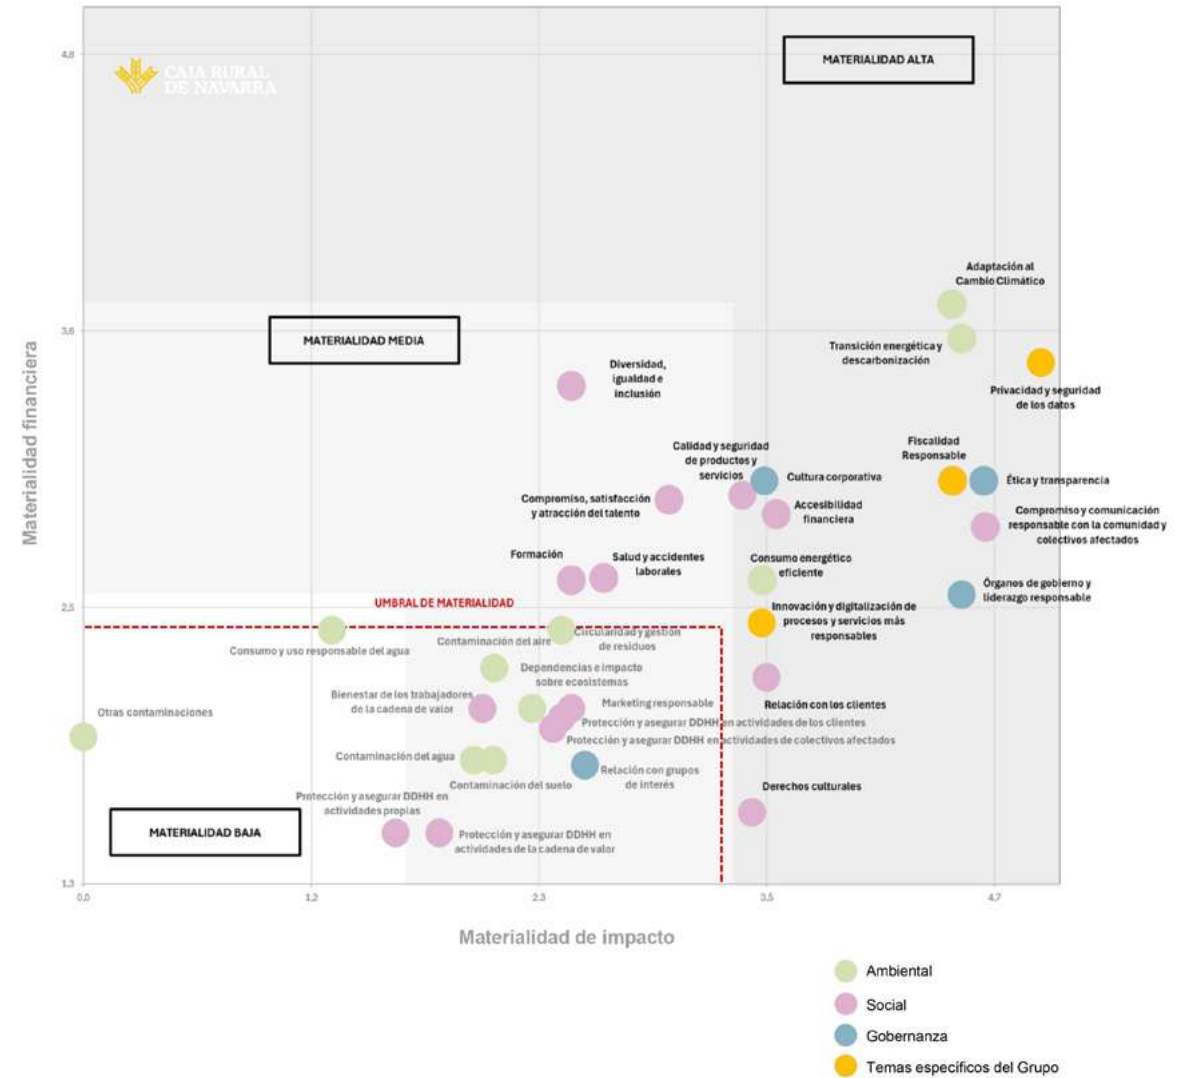 4,8
CAJA RURAL
DE NAVARRA
MATERIALIDAD ALTA
Adaptación al
Cambio Climático
3,6
MATERIALIDAD MEDIA
Transición energética y
descarbonización
Diversidad,
igualdad e
inclusión
Privacidad y seguridad
de los datos
Materialidad financiera
Calidad y seguridad
de productos y
servicios
Fiscalidad
Responsable
Cultura corporativa
Ética y transparencia
Compromiso, satisfacción
y atracción del talento
Accesibilidad
financiera
Compromiso y comunicación
responsable con la comunidad y
colectivos afectados
Formación
Salud y accidentes
laborales
Consumo energético
eficiente
Órganos de gobierno y
liderazgo responsable
2,5
UMBRAL DE MATERIALIDAD
Innovación y digitalización de
procesos y servicios más
responsables
Consumo y uso responsable del agua
Contaminación del aire
Circularidad y gestión
de residuos
Dependencias e impacto
sobre ecosistemas
Bienestar de los trabajadores
de la cadena de valor
Marketing responsable
Relación con los clientes
Otras contaminaciones
Protección y asegurar DDHH en actividades de los clientes
Protección y asegurar DDHH en actividades de colectivos afectados
Contaminación del agua
Relación con grupos
de interés
Contaminación del suelo
Derechos culturales
Protección y asegurar DDHH en
actividades propias
MATERIALIDAD BAJA
Protección y asegurar DDHH en
actividades de la cadena de valor
1,3
0,0
1,2
2,3
3,5
4,7
Materialidad de impacto
Ambiental
Social
Gobernanza
Temas específicos del Grupo